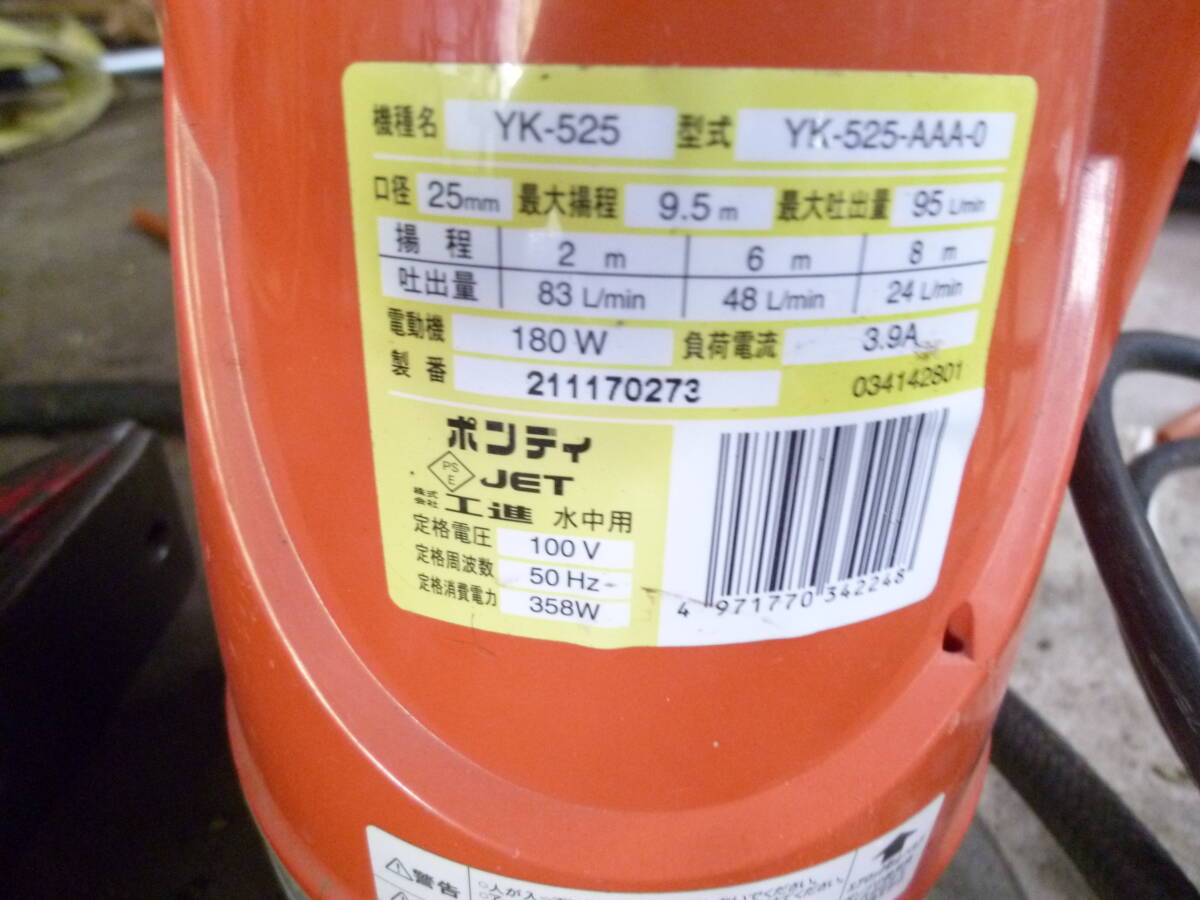 機種名 YK-525 型式 YK-525-AAA-0
口径 25mm 最大揚程 9.5 m 最大吐出量 95 L/min
揚程 2 m 6 m 8 m
吐出量 83 L/min 48 L/min 24 L/min
電動機 180 W 負荷電流 3.9A
製番 211170273 034142801
ポンディ
PSE JET
株式会社 工進 水中用
定格電圧 100 V
定格周波数 50 Hz
定格消費電力 358W
4 971770 342248
⚠警告